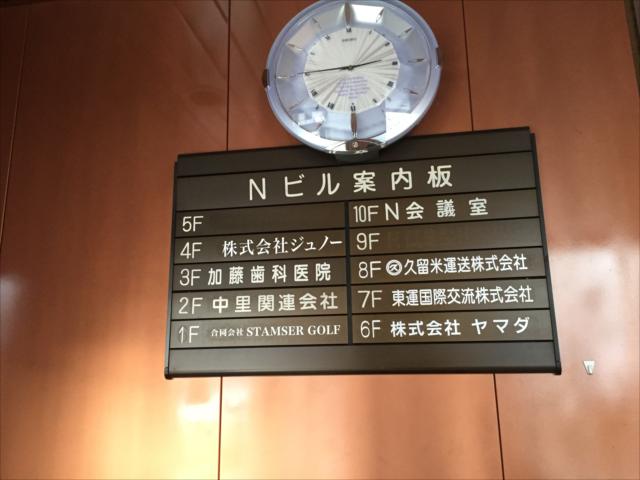 SEIKO
Nビル案内板
5F
4F 株式会社ジュノー
3F 加藤歯科医院
2F 中里関連会社
1F 合同会社 STAMSER GOLF
10F N会議室
9F
8F 久 久留米運送株式会社
7F 東運国際交流株式会社
6F 株式会社 ヤマダ